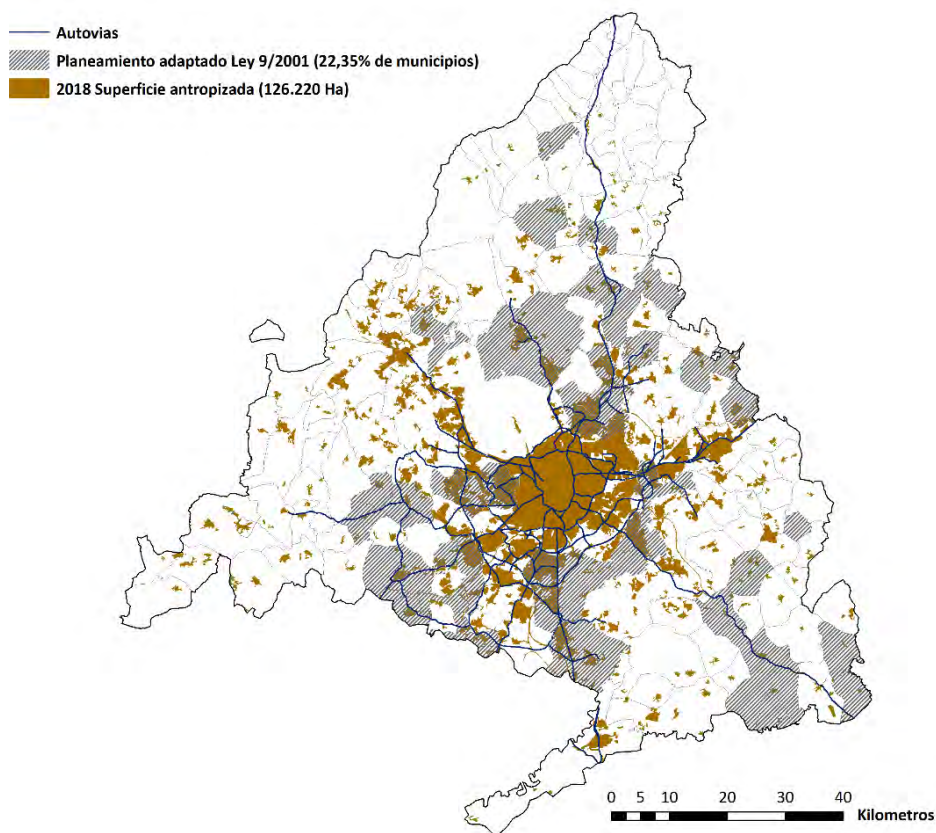 Autovias
Planeamiento adaptado Ley 9/2001 (22,35% de municipios)
2018 Superficie antropizada (126.220 Ha)
0 5 10 20 30 40
Kilometros